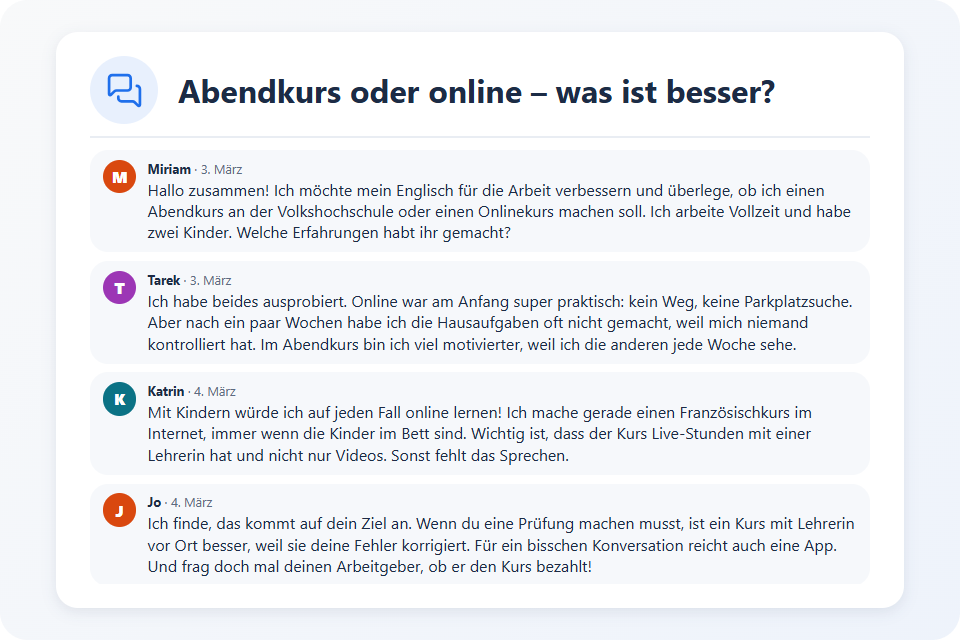 Abendkurs oder online – was ist besser?
M
Miriam · 3. März
Hallo zusammen! Ich möchte mein Englisch für die Arbeit verbessern und überlege, ob ich einen
Abendkurs an der Volkshochschule oder einen Onlinekurs machen soll. Ich arbeite Vollzeit und habe
zwei Kinder. Welche Erfahrungen habt ihr gemacht?
T
Tarek · 3. März
Ich habe beides ausprobiert. Online war am Anfang super praktisch: kein Weg, keine Parkplatzsuche.
Aber nach ein paar Wochen habe ich die Hausaufgaben oft nicht gemacht, weil mich niemand
kontrolliert hat. Im Abendkurs bin ich viel motivierter, weil ich die anderen jede Woche sehe.
K
Katrin · 4. März
Mit Kindern würde ich auf jeden Fall online lernen! Ich mache gerade einen Französischkurs im
Internet, immer wenn die Kinder im Bett sind. Wichtig ist, dass der Kurs Live-Stunden mit einer
Lehrerin hat und nicht nur Videos. Sonst fehlt das Sprechen.
J
Jo · 4. März
Ich finde, das kommt auf dein Ziel an. Wenn du eine Prüfung machen musst, ist ein Kurs mit Lehrerin
vor Ort besser, weil sie deine Fehler korrigiert. Für ein bisschen Konversation reicht auch eine App.
Und frag doch mal deinen Arbeitgeber, ob er den Kurs bezahlt!